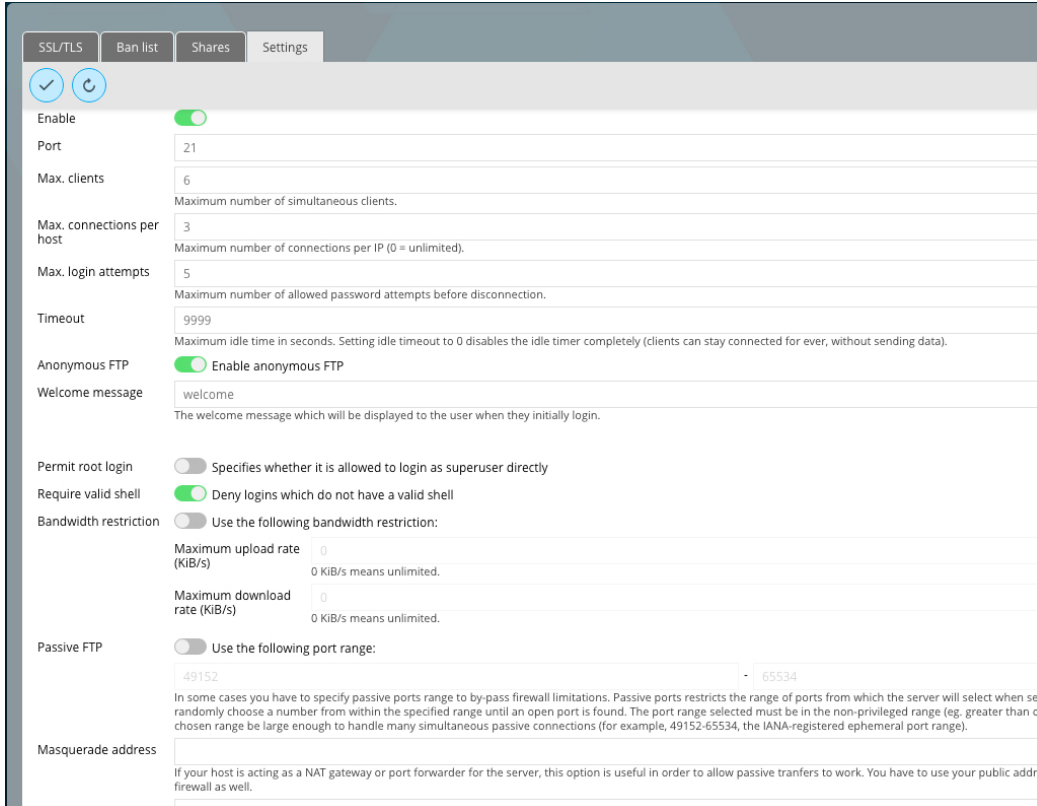 SSL/TLS
Ban list
Shares
Settings
Enable
Port
21
Max. clients
6
Maximum number of simultaneous clients.
Max. connections per
host
3
Maximum number of connections per IP (0 = unlimited).
Max. login attempts
5
Maximum number of allowed password attempts before disconnection.
Timeout
9999
Maximum idle time in seconds. Setting idle timeout to 0 disables the idle timer completely (clients can stay connected for ever, without sending data).
Anonymous FTP
Enable anonymous FTP
Welcome message
welcome
The welcome message which will be displayed to the user when they initially login.
Permit root login
Specifies whether it is allowed to login as superuser directly
Require valid shell
Deny logins which do not have a valid shell
Bandwidth restriction
Use the following bandwidth restriction:
Maximum upload rate
(KiB/s)
0
0 KiB/s means unlimited.
Maximum download
rate (KiB/s)
0
0 KiB/s means unlimited.
Passive FTP
Use the following port range:
49152
-
65534
In some cases you have to specify passive ports range to by-pass firewall limitations. Passive ports restricts the range of ports from which the server will select when se
randomly choose a number from within the specified range until an open port is found. The port range selected must be in the non-privileged range (eg. greater than
chosen range be large enough to handle many simultaneous passive connections (for example, 49152-65534, the IANA-registered ephemeral port range).
Masquerade address
If your host is acting as a NAT gateway or port forwarder for the server, this option is useful in order to allow passive tranfers to work. You have to use your public addr
firewall as well.